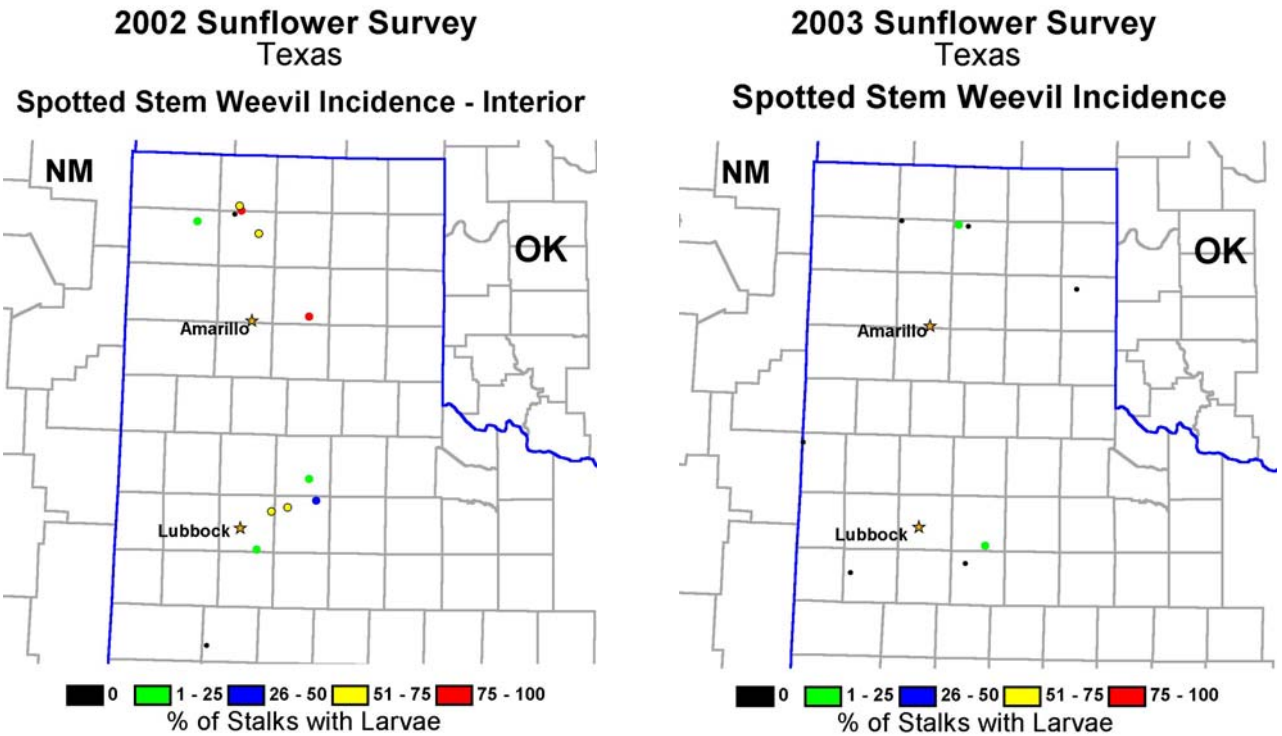 2002 Sunflower Survey
Texas
Spotted Stem Weevil Incidence - Interior
NM
OK
Amarillo
Lubbock
0 1 - 25 26 - 50 51 - 75 75 - 100
% of Stalks with Larvae
2003 Sunflower Survey
Texas
Spotted Stem Weevil Incidence
NM
OK
Amarillo
Lubbock
0 1 - 25 26 - 50 51 - 75 75 - 100
% of Stalks with Larvae